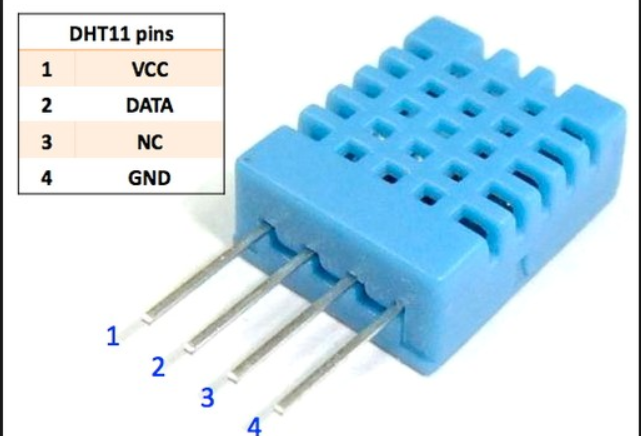 DHT11 pins
1 VCC
2 DATA
3 NC
4 GND
1
2
3
4